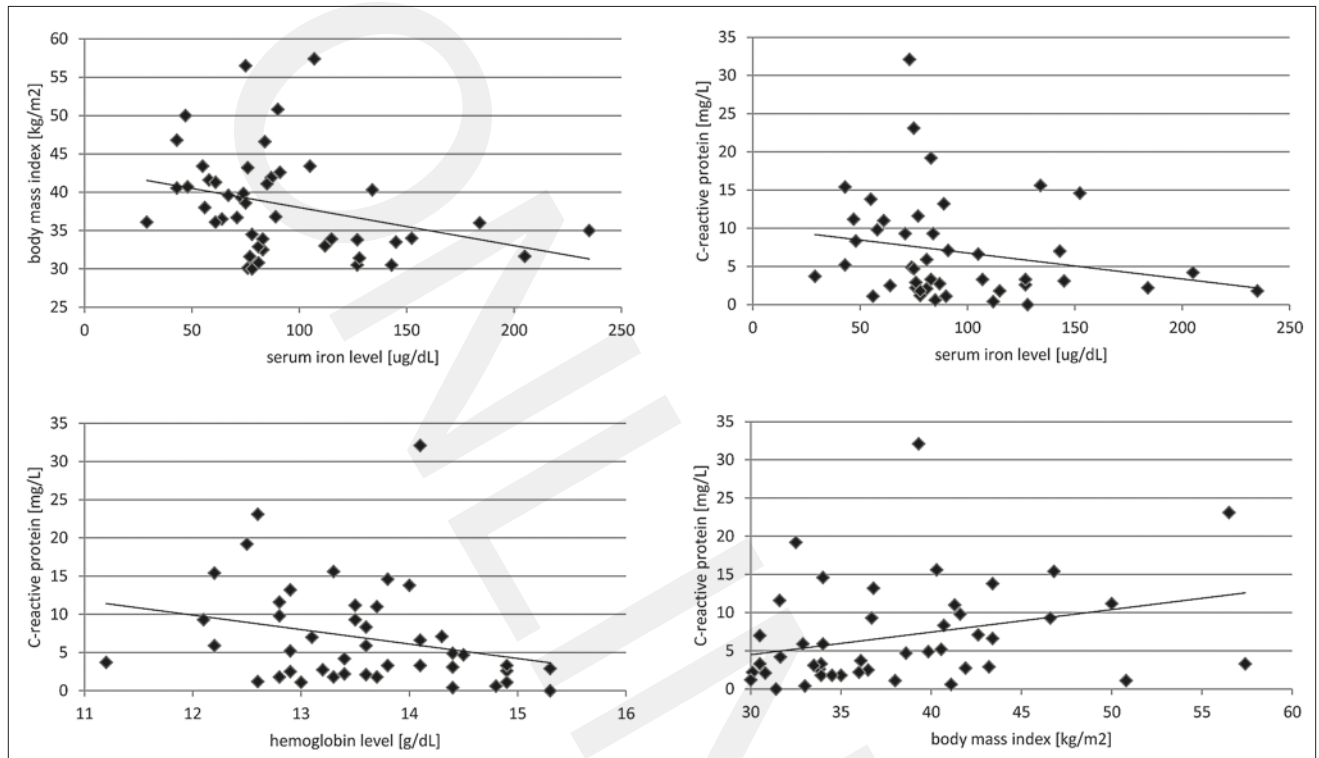 60
55
50
45
40
35
30
25
body mass index [kg/m2]
0 50 100 150 200 250
serum iron level [ug/dL]
35
30
25
20
15
10
5
0
C-reactive protein [mg/L]
0 50 100 150 200 250
serum iron level [ug/dL]
35
30
25
20
15
10
5
0
C-reactive protein [mg/L]
11 12 13 14 15 16
hemoglobin level [g/dL]
35
30
25
20
15
10
5
0
C-reactive protein [mg/L]
30 35 40 45 50 55 60
body mass index [kg/m2]